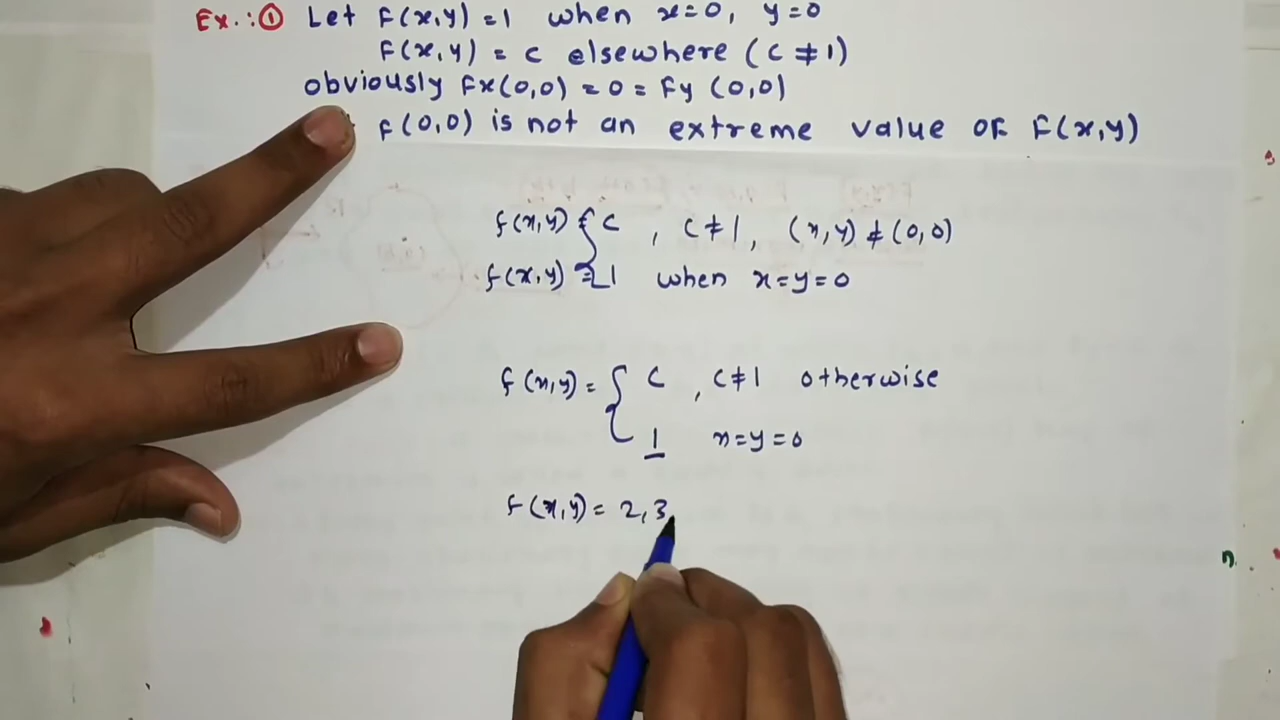 Ex.:① Let F(x,y)=1 when x=0, y=0
F(x,y) = c elsewhere (c ≠ 1)
obviously Fx(0,0) = 0 = Fy (0,0)
F(0,0) is not an extreme value OF F(x,y)
f(x,y) = { c , c≠1, (x,y) ≠ (0,0)
f(x,y) = 1 when x=y=0
f(x,y) = { c , c≠1 otherwise
1 x=y=0
f(x,y) = 2,3